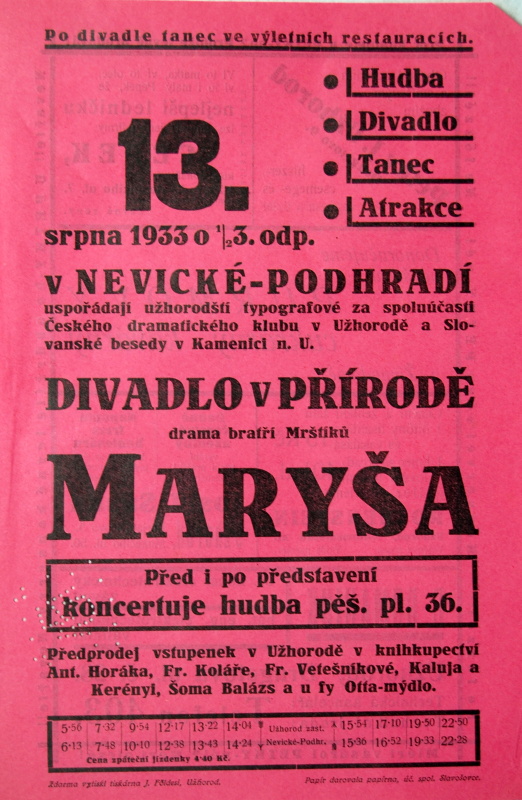 Po divadle tanec ve výletních restauracích.
Hudba
Divadlo
Tanec
Atrakce
13.
srpna 1933 o ½3. odp.
v NEVICKÉ-PODHRADÍ
uspořádají užhorodští typografové za spoluúčasti
Českého dramatického klubu v Užhorodě a Slo-
vanské besedy v Kamenici n. U.
DIVADLO v PŘÍRODĚ
drama bratří Mrštíků
MARYŠA
Před i po představení
koncertuje hudba pěš. pl. 36.
Předprodej vstupenek v Užhorodě v knihkupectví
Ant. Horáka, Fr. Koláře, Fr. Vetešníkové, Kaluja a
Kerényi, Šoma Balázs a u fy Otta-mýdlo.
5·56 7·32 9·54 12·17 13·22 14·04 Užhorod zast. 15·54 17·10 19·50 22·50
6·13 7·48 10·10 12·38 13·43 14·24 Nevické-Podhr. 15·36 16·52 19·33 22·28
Cena zpáteční jízdenky 4·40 Kč.
Zdarma vytiskl tiskárna J. Földesi, Užhorod. Papír darovala papírna, úč. spol. Slavošovce.